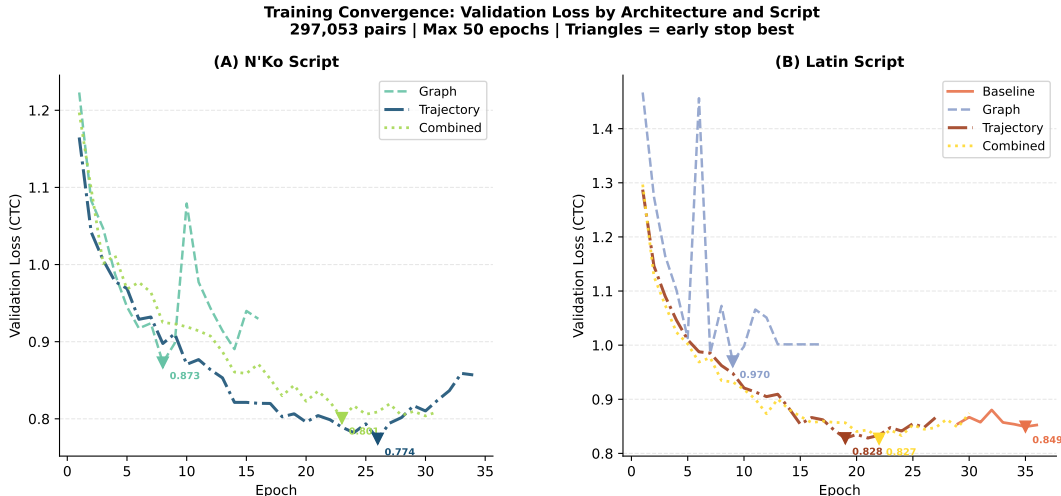 Training Convergence: Validation Loss by Architecture and Script
297,053 pairs | Max 50 epochs | Triangles = early stop best
(A) N'Ko Script
Validation Loss (CTC)
1.2
1.1
1.0
0.9
0.8
Graph
Trajectory
Combined
0.873
0.801
0.774
0 5 10 15 20 25 30 35
Epoch
(B) Latin Script
Validation Loss (CTC)
1.4
1.3
1.2
1.1
1.0
0.9
0.8
Baseline
Graph
Trajectory
Combined
0.970
0.849
0.828 0.827
0 5 10 15 20 25 30 35
Epoch